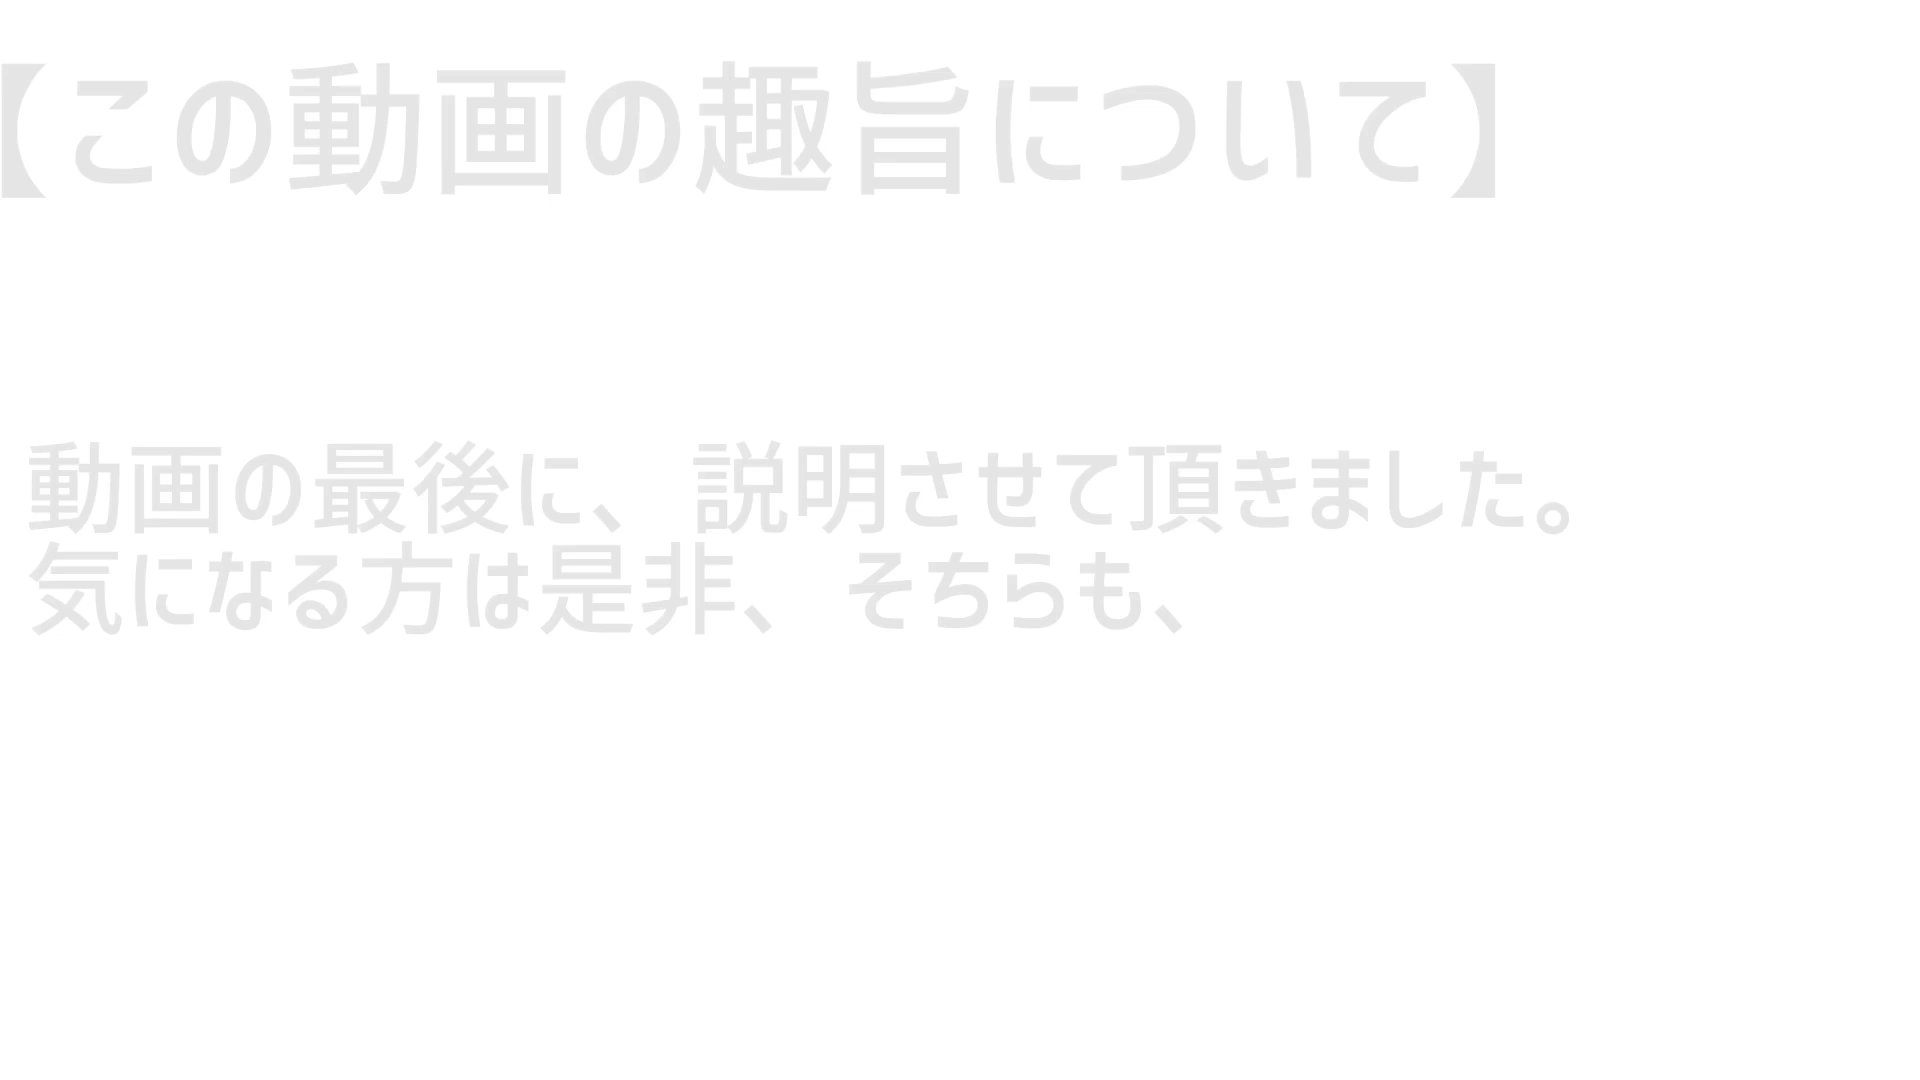 【この動画の趣旨について】
動画の最後に、説明させて頂きました。
気になる方は是非、そちらも、